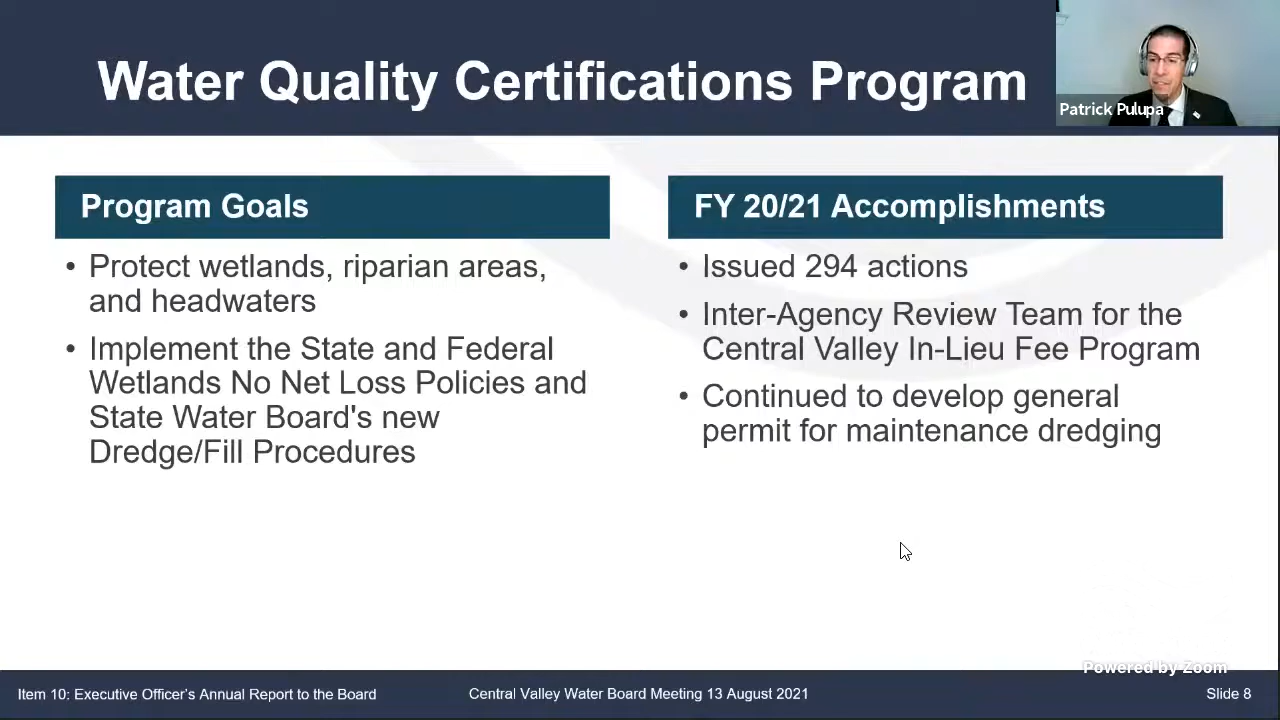 Water Quality Certifications Program
Patrick Pulupa
Program Goals
• Protect wetlands, riparian areas,
and headwaters
• Implement the State and Federal
Wetlands No Net Loss Policies and
State Water Board's new
Dredge/Fill Procedures
FY 20/21 Accomplishments
• Issued 294 actions
• Inter-Agency Review Team for the
Central Valley In-Lieu Fee Program
• Continued to develop general
permit for maintenance dredging
Powered by Zoom
Item 10: Executive Officer’s Annual Report to the Board
Central Valley Water Board Meeting 13 August 2021
Slide 8